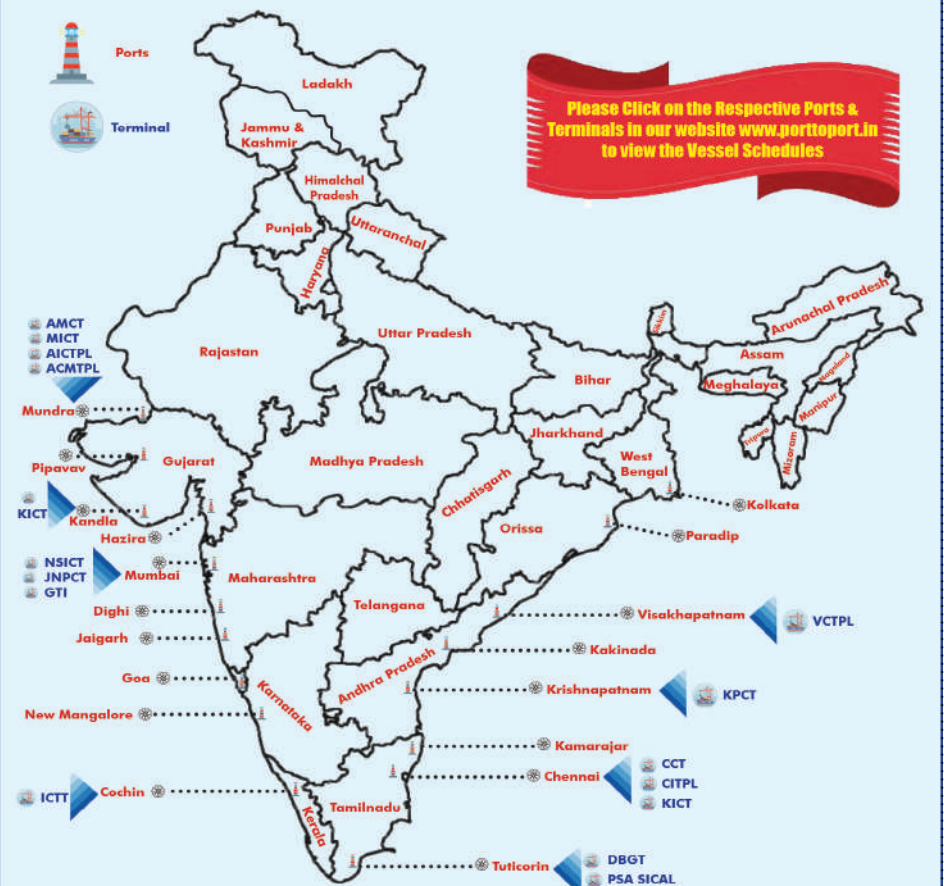 Ports
Terminal
Please Click on the Respective Ports &
Terminals in our website www.porttoport.in
to view the Vessel Schedules
Ladakh
Jammu &
Kashmir
Himalchal
Pradesh
Punjab
Uttaranchal
Haryana
Arunachal Pradesh
Sikkim
Assam
Nagaland
Meghalaya
Manipur
Tripura
Mizoram
Rajastan
Uttar Pradesh
Bihar
Jharkhand
West
Bengal
Gujarat
Madhya Pradesh
Chhatisgarh
Orissa
Maharashtra
Telangana
Andhra Pradesh
Karnataka
Tamilnadu
Kerala
AMCT
MICT
AICTPL
ACMTPL
Mundra
Pipavav
KICT
Kandla
Hazira
NSICT
JNPCT
GTI
Mumbai
Dighi
Jaigarh
Goa
New Mangalore
ICTT
Cochin
Kolkata
Paradip
Visakhapatnam
VCTPL
Kakinada
Krishnapatnam
KPCT
Kamarajar
Chennai
CCT
CITPL
KICT
Tuticorin
DBGT
PSA SICAL